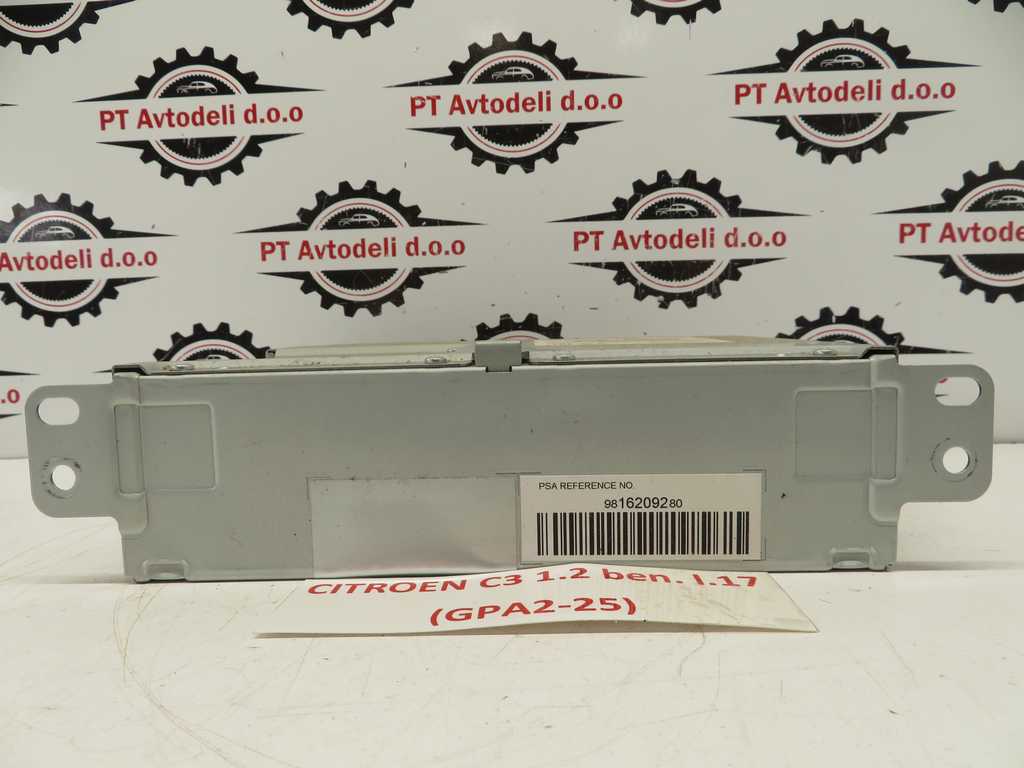 PT Avtodeli d.o.o
PT Avtodeli d.o.o
PT Avtodeli d.o.o
Avtodeli d.o.o
PT Avtodeli d.o.o
PT Avtodeli d.o.o
PT Avtodeli d.o
d.o.o
PSA REFERENCE NO.
9816209280
CITROEN C3 1.2 ben. l.17
(GPA2-25)